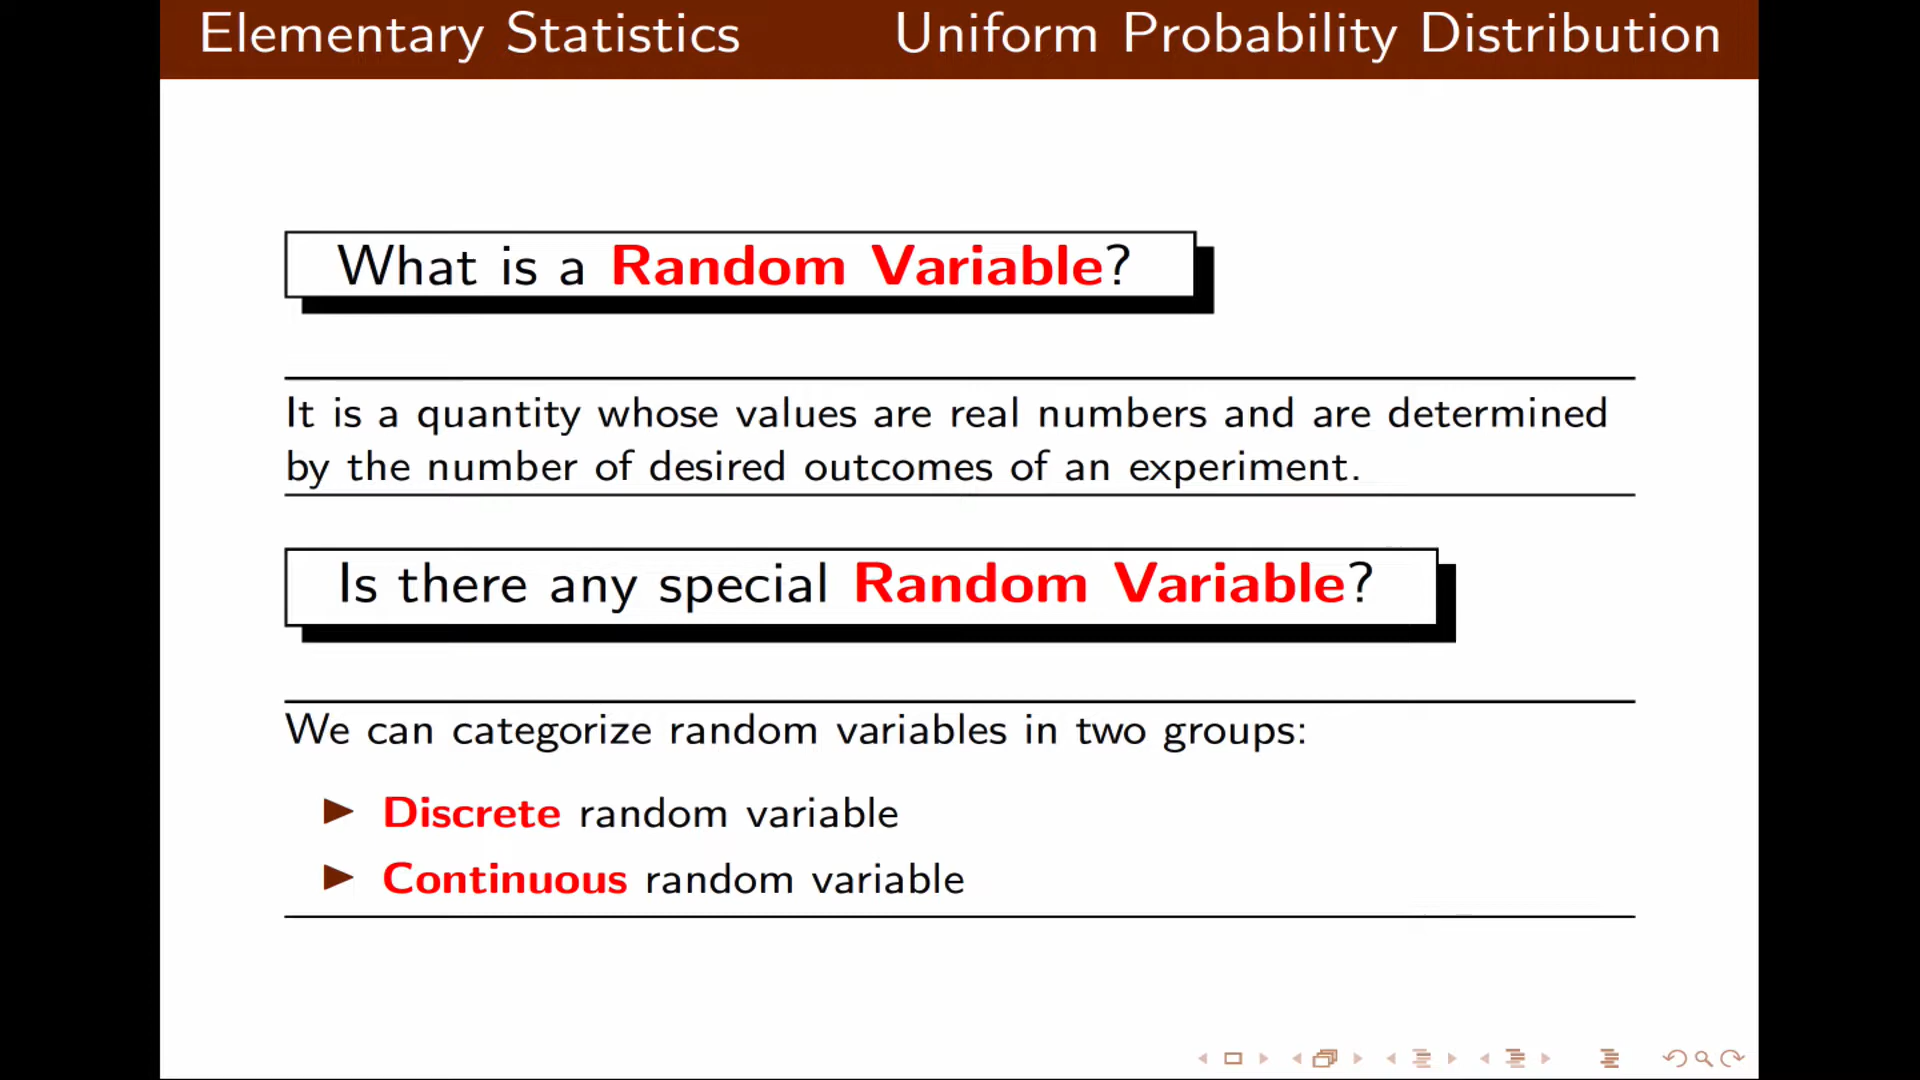 Elementary Statistics Uniform Probability Distribution
What is a Random Variable?
It is a quantity whose values are real numbers and are determined
by the number of desired outcomes of an experiment.
Is there any special Random Variable?
We can categorize random variables in two groups:
Discrete random variable
Continuous random variable